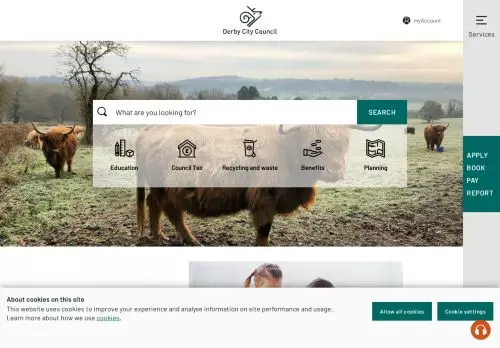 Derby City Council
myAccount
Services
What are you looking for?
SEARCH
Education
Council Tax
Recycling and waste
Benefits
Planning
APPLY
BOOK
PAY
REPORT
About cookies on this site
This website uses cookies to improve your experience and analyse information on site performance and usage.
Learn more about how we use cookies.
Allow all cookies
Cookie settings